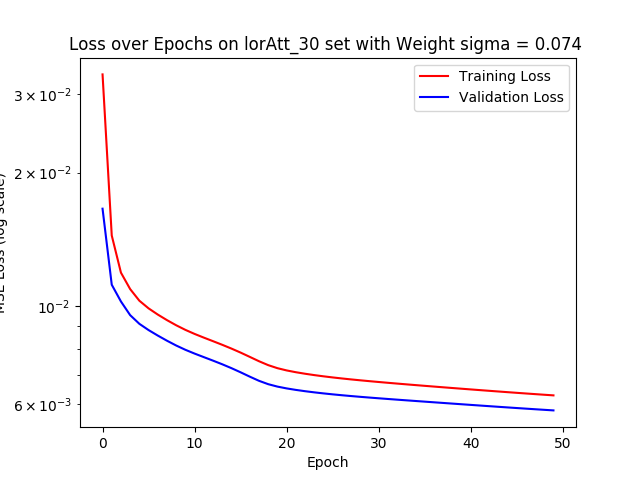 Loss over Epochs on lorAtt_30 set with Weight sigma = 0.074
Training Loss
Validation Loss
3 × 10⁻²
2 × 10⁻²
10⁻²
6 × 10⁻³
MSE Loss (log scale)
0 10 20 30 40 50
Epoch